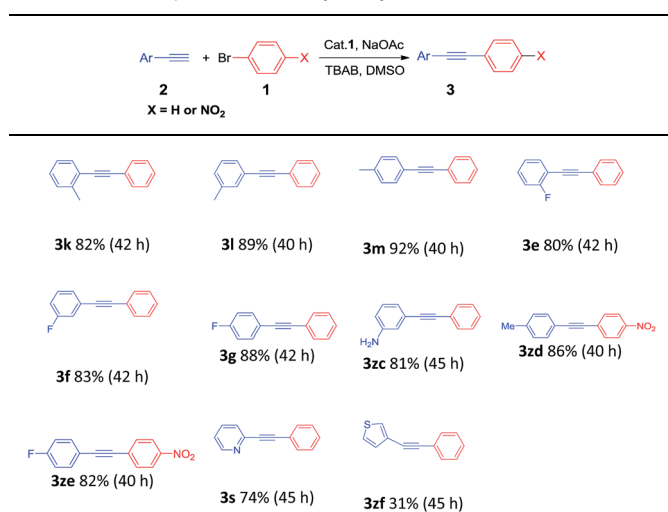 Ar + Br X Cat.1, NaOAc Ar X
TBAB, DMSO
2 1 3
X = H or NO2
F
3k 82% (42 h) 3l 89% (40 h) 3m 92% (40 h) 3e 80% (42 h)
F F H2N Me NO2
3f 83% (42 h) 3g 88% (42 h) 3zc 81% (45 h) 3zd 86% (40 h)
F NO2 N S
3ze 82% (40 h) 3s 74% (45 h) 3zf 31% (45 h)